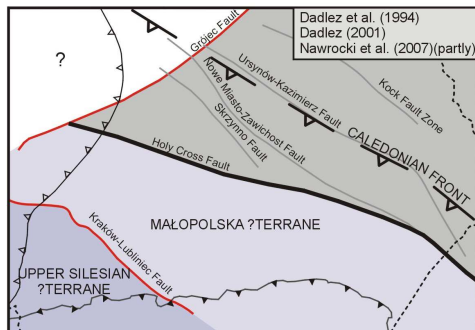 Dadlez et al. (1994)
Dadlez (2001)
Nawrocki et al. (2007)(partly)
?
Grójec Fault
Ursynów-Kazimierz Fault
Kock Fault Zone
Nowe Miasto-Zawichost Fault
Skrzynno Fault
CALEDONIAN FRONT
Holy Cross Fault
MAŁOPOLSKA ?TERRANE
Kraków-Lubliniec Fault
UPPER SILESIAN
?TERRANE